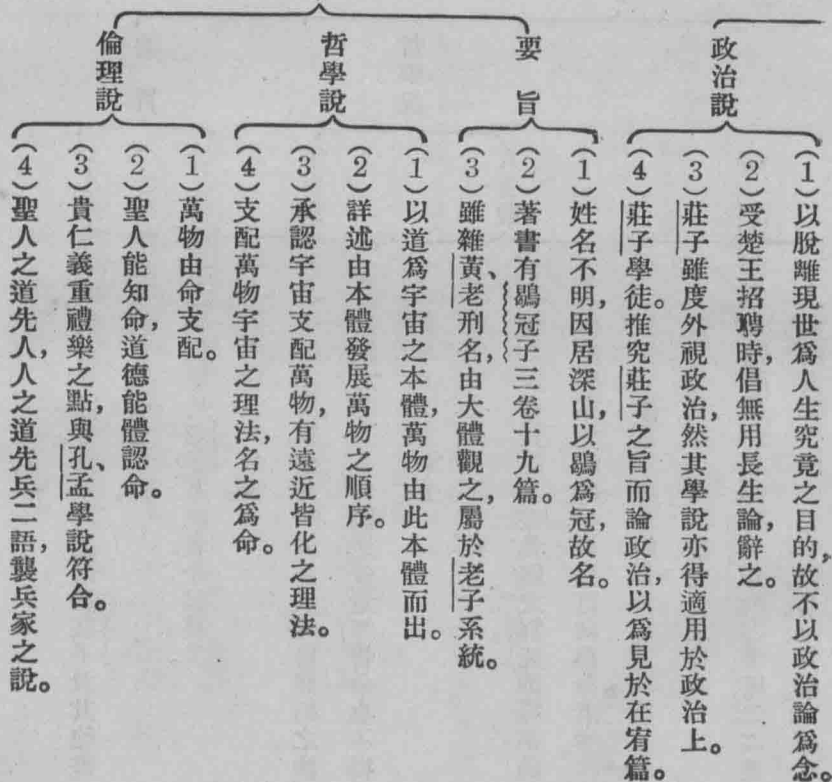 政治說
(1)以脫離現世爲人生究竟之目的,故不以政治論爲念。
(2)受楚王招聘時,倡無用長生論,辭之。
(3)莊子雖度外視政治,然其學說亦得適用於政治上。
(4)莊子學徒。推究莊子之旨而論政治,以爲見於在宥篇。
要旨
(1)姓名不明,因居深山,以鶡爲冠,故名。
(2)著書有鶡冠子三卷十九篇。
(3)雖雜黃、老刑名,由大體觀之,屬於老子系統。
哲學說
(1)以道爲宇宙之本體,萬物由此本體而出。
(2)詳述由本體發展萬物之順序。
(3)承認宇宙支配萬物,有遠近皆化之理法。
(4)支配萬物宇宙之理法,名之爲命。
倫理說
(1)萬物由命支配。
(2)聖人能知命,道德能體認命。
(3)貴仁義重禮樂之點,與孔、孟學說符合。
(4)聖人之道先人,人之道先兵二語,襲兵家之說。